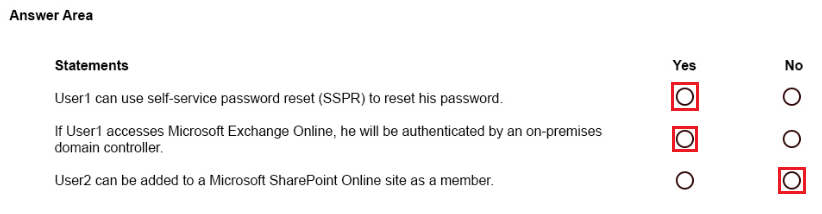 Answer Area
Statements Yes No
User1 can use self-service password reset (SSPR) to reset his password.
If User1 accesses Microsoft Exchange Online, he will be authenticated by an on-premises
domain controller.
User2 can be added to a Microsoft SharePoint Online site as a member.